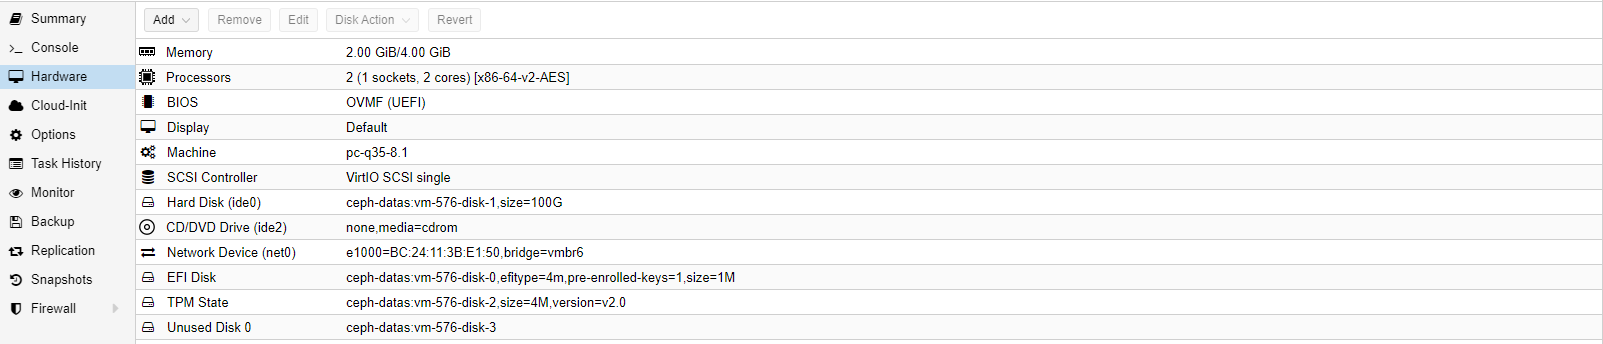 Summary
Console
Hardware
Cloud-Init
Options
Task History
Monitor
Backup
Replication
Snapshots
Firewall
Add Remove Edit Disk Action Revert
Memory 2.00 GiB/4.00 GiB
Processors 2 (1 sockets, 2 cores) [x86-64-v2-AES]
BIOS OVMF (UEFI)
Display Default
Machine pc-q35-8.1
SCSI Controller VirtIO SCSI single
Hard Disk (ide0) ceph-datas:vm-576-disk-1,size=100G
CD/DVD Drive (ide2) none,media=cdrom
Network Device (net0) e1000=BC:24:11:3B:E1:50,bridge=vmbr6
EFI Disk ceph-datas:vm-576-disk-0,efitype=4m,pre-enrolled-keys=1,size=1M
TPM State ceph-datas:vm-576-disk-2,size=4M,version=v2.0
Unused Disk 0 ceph-datas:vm-576-disk-3